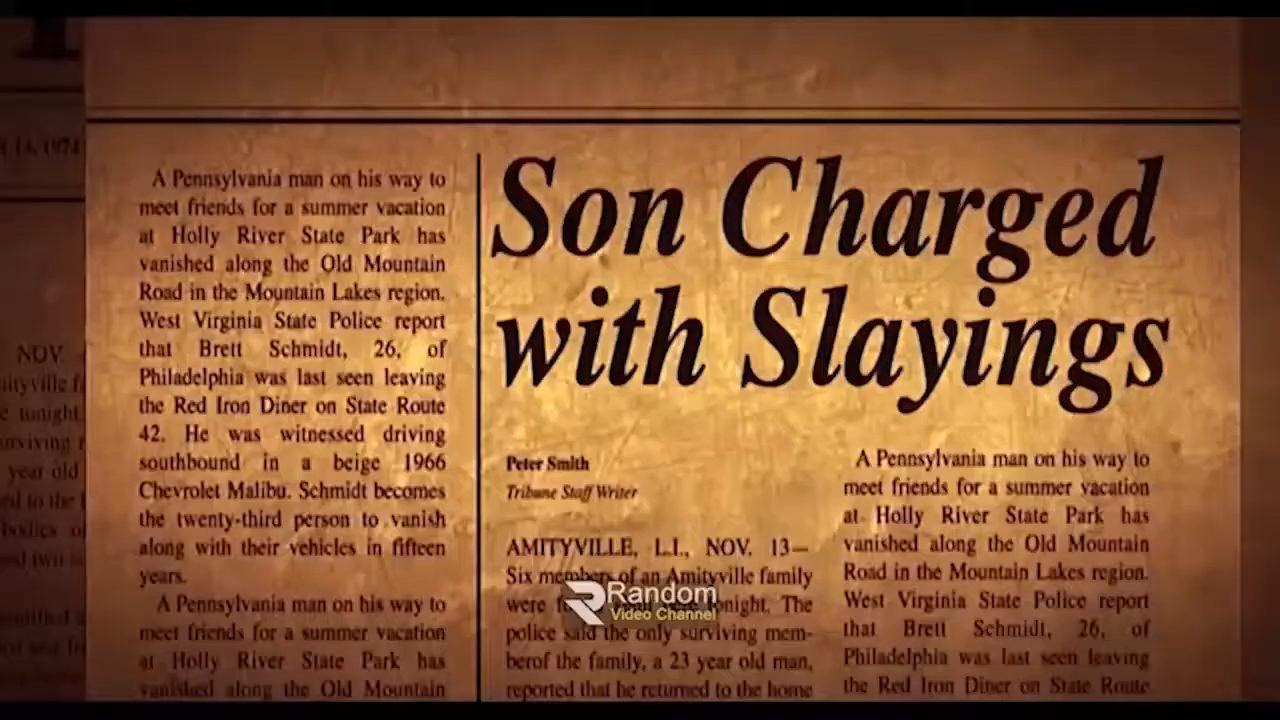 NOV.
A Pennsylvania man on his way to
meet friends for a summer vacation
at Holly River State Park has
vanished along the Old Mountain
Road in the Mountain Lakes region.
West Virginia State Police report
that Brett Schmidt, 26, of
Philadelphia was last seen leaving
the Red Iron Diner on State Route
42. He was witnessed driving
southbound in a beige 1966
Chevrolet Malibu. Schmidt becomes
the twenty-third person to vanish
along with their vehicles in fifteen
years.
A Pennsylvania man on his way to
meet friends for a summer vacation
at Holly River State Park has
vanished along the Old Mountain
Son Charged
with Slayings
Peter Smith
Tribune Staff Writer
AMITYVILLE, L.I., NOV. 13—
Six members of an Amityville family
were tonight. The
police said the only surviving mem-
berof the family, a 23 year old man,
reported that he returned to the home
A Pennsylvania man on his way to
meet friends for a summer vacation
at Holly River State Park has
vanished along the Old Mountain
Road in the Mountain Lakes region.
West Virginia State Police report
that Brett Schmidt, 26, of
Philadelphia was last seen leaving
the Red Iron Diner on State Route
Random
Video Channel